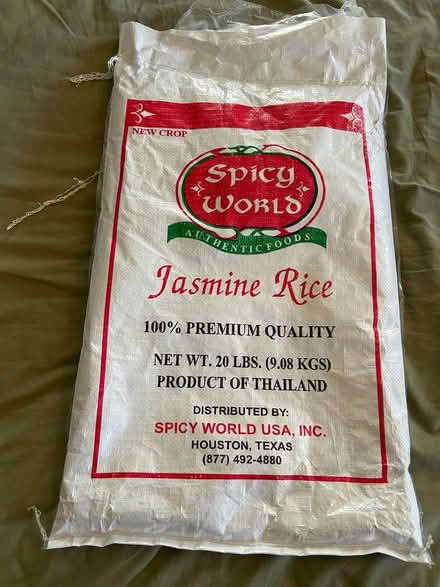 NEW CROP
SPICY
WORLD
AUTHENTIC FOODS
Jasmine Rice
100% PREMIUM QUALITY
NET WT. 20 LBS. (9.08 KGS)
PRODUCT OF THAILAND
DISTRIBUTED BY:
SPICY WORLD USA, INC.
HOUSTON, TEXAS
(877) 492-4880